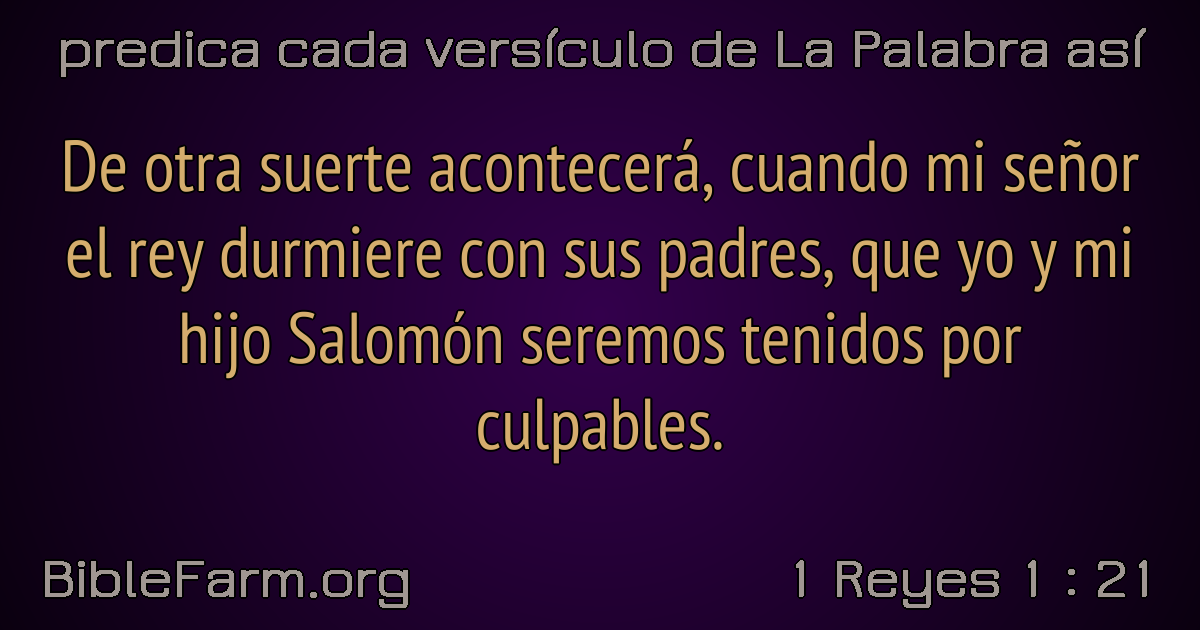 predica cada versículo de La Palabra así
De otra suerte acontecerá, cuando mi señor
el rey durmiere con sus padres, que yo y mi
hijo Salomón seremos tenidos por
culpables.
BibleFarm.org
1 Reyes 1 : 21